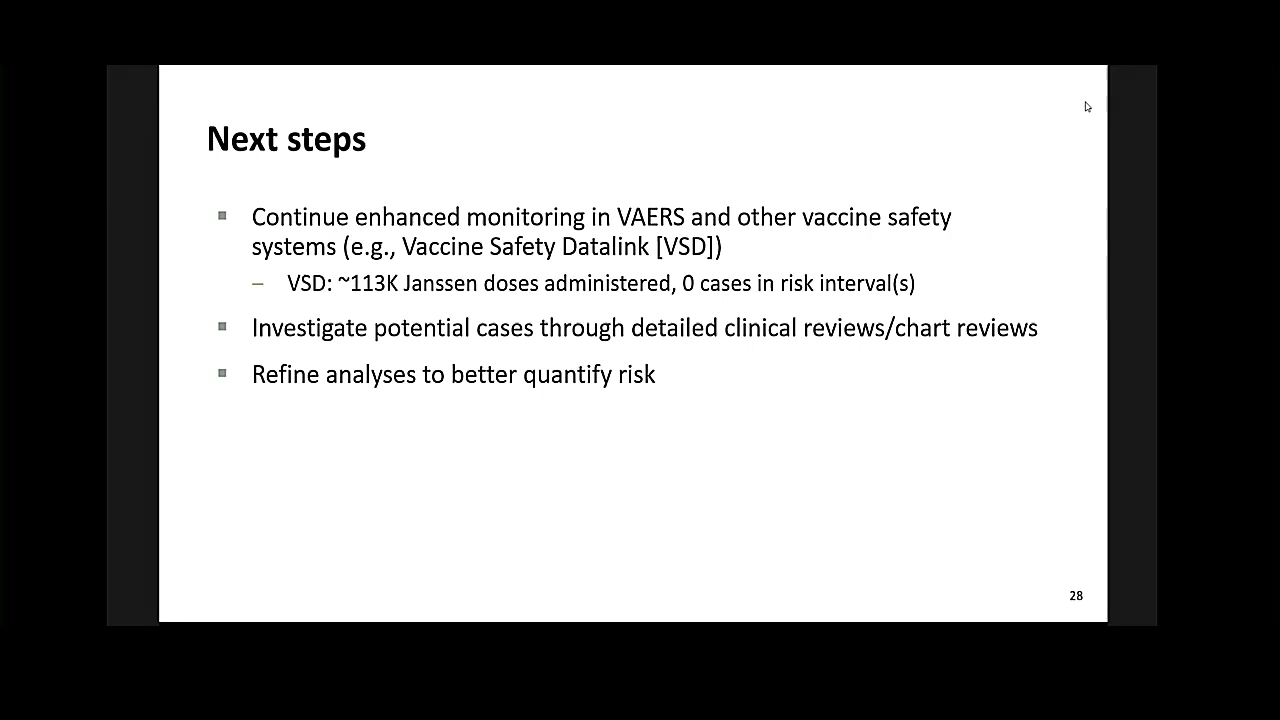 Next steps
Continue enhanced monitoring in VAERS and other vaccine safety
systems (e.g., Vaccine Safety Datalink [VSD])
– VSD: ~113K Janssen doses administered, 0 cases in risk interval(s)
Investigate potential cases through detailed clinical reviews/chart reviews
Refine analyses to better quantify risk
28